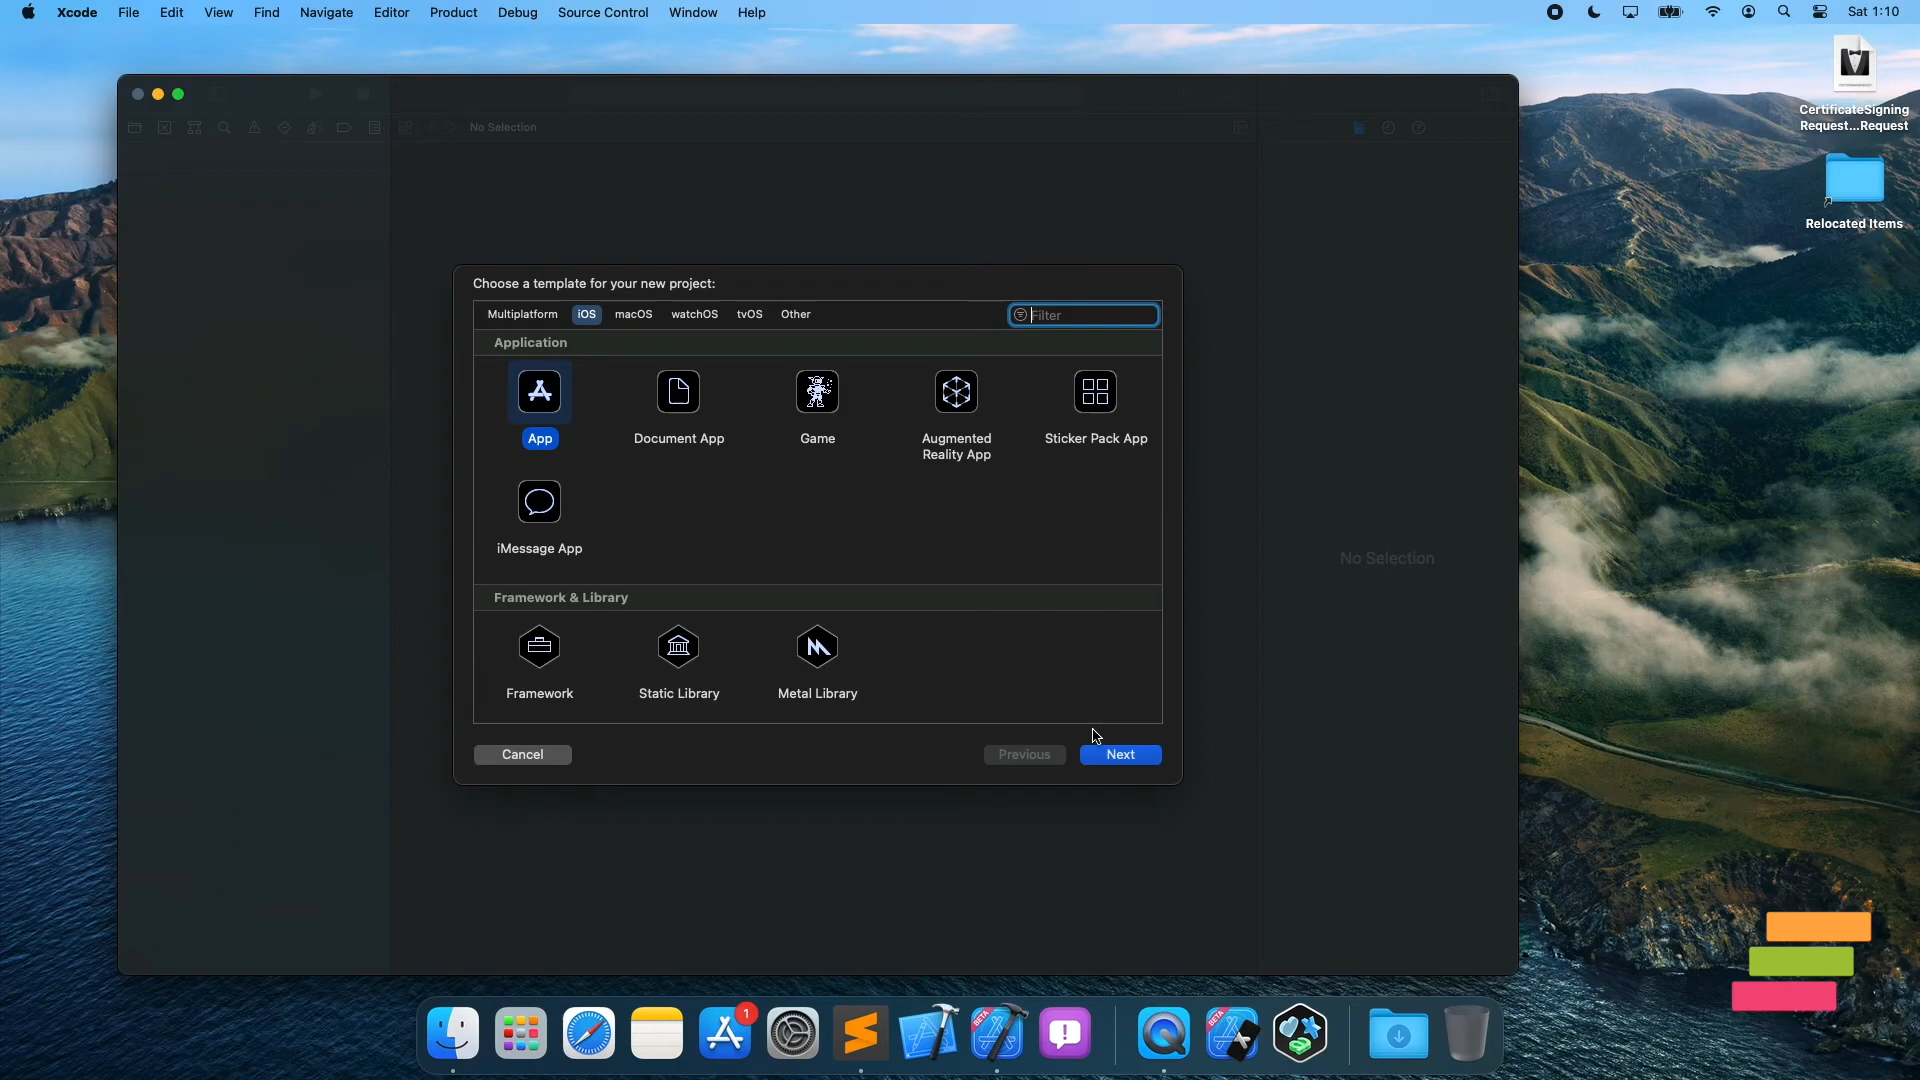 Xcode File Edit View Find Navigate Editor Product Debug Source Control Window Help Sat 1:10
CertificateSigning
Request...Request
Relocated Items
No Selection
Choose a template for your new project:
Multiplatform iOS macOS watchOS tvOS Other Filter
Application
App Document App Game Augmented Reality App Sticker Pack App
iMessage App
No Selection
Framework & Library
Framework Static Library Metal Library
Cancel Previous Next
1
BETA
BETA